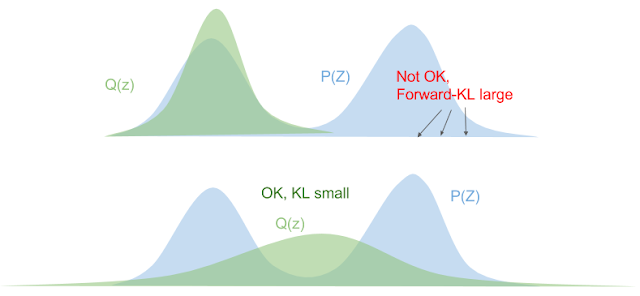 Q(z)
P(Z)
Not OK,
Forward-KL large
OK, KL small
P(Z)
Q(z)